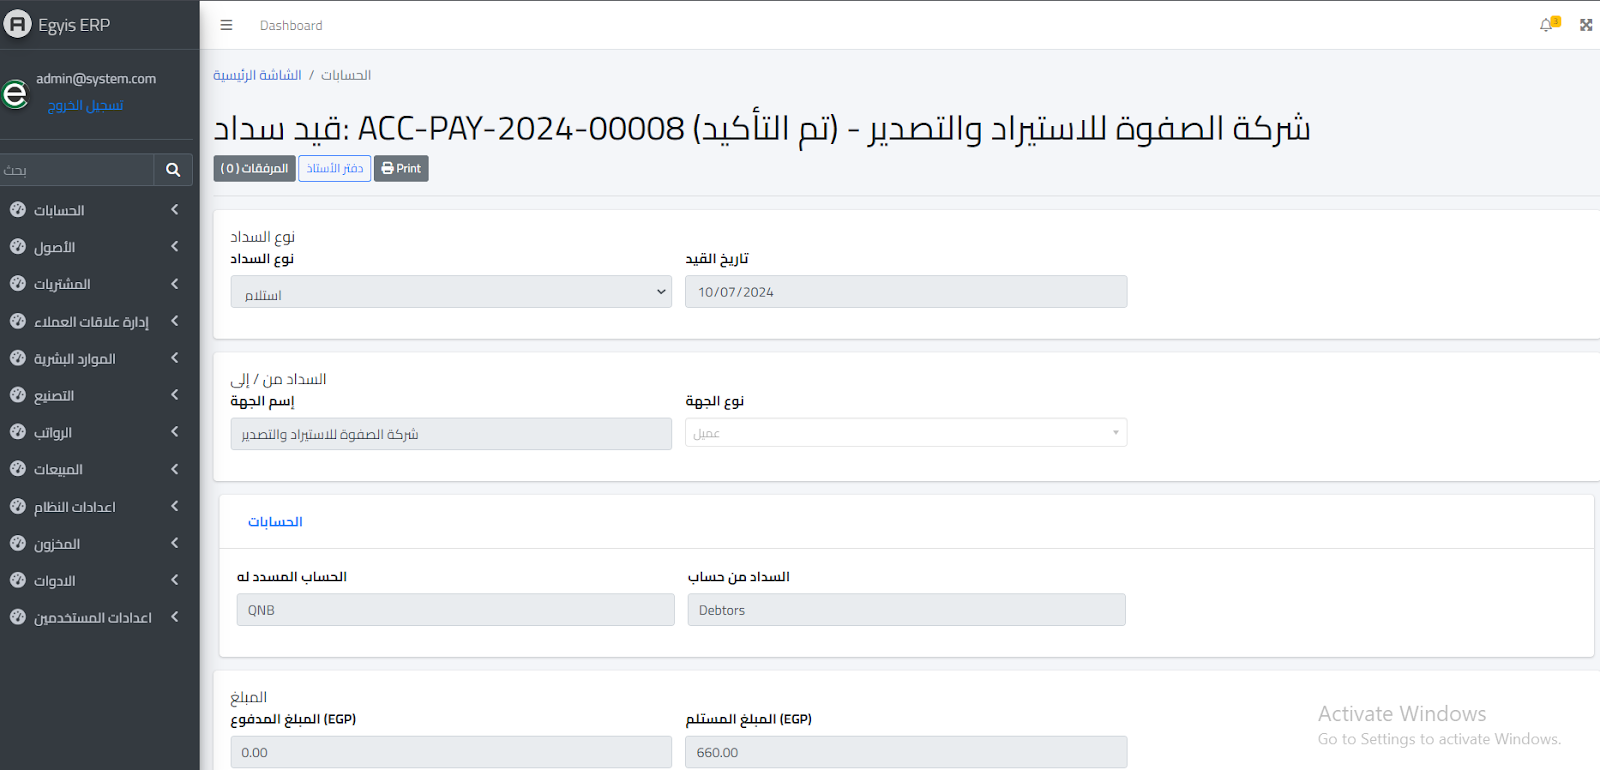 Egyis ERP
Dashboard
3
admin@system.com
تسجيل الخروج
بحث
الحسابات
الأصول
المشتريات
إدارة علاقات العملاء
الموارد البشرية
التصنيع
الرواتب
المبيعات
اعدادات النظام
المخزون
الادوات
اعدادات المستخدمين
الشاشة الرئيسية / الحسابات
قيد سداد: ACC-PAY-2024-00008 (تم التأكيد) - شركة الصفوة للاستيراد والتصدير
المرفقات ( 0 )
دفتر الأستاذ
Print
نوع السداد
نوع السداد
تاريخ القيد
استلام
10/07/2024
السداد من / إلى
إسم الجهة
نوع الجهة
شركة الصفوة للاستيراد والتصدير
عميل
الحسابات
الحساب المسدد له
السداد من حساب
QNB
Debtors
المبلغ
المبلغ المدفوع (EGP)
المبلغ المستلم (EGP)
0.00
660.00
Activate Windows
Go to Settings to activate Windows.